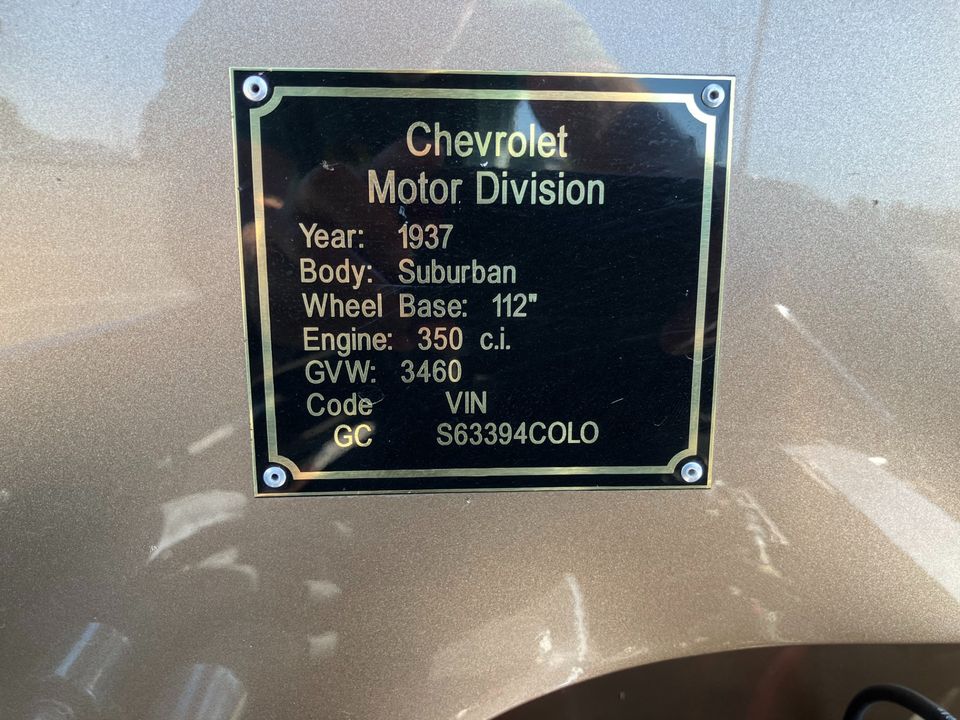 Chevrolet
Motor Division
Year: 1937
Body: Suburban
Wheel Base: 112"
Engine: 350 c.i.
GVW: 3460
Code VIN
GC S63394COLO